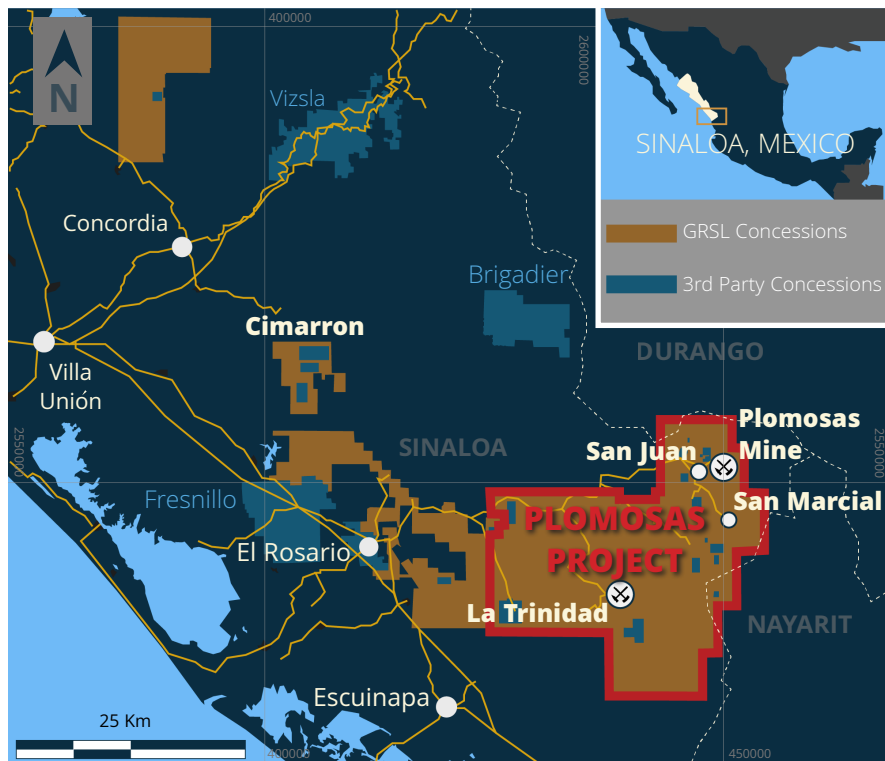 400000
2600000
N
Vizsla
SINALOA, MEXICO
Concordia
GRSL Concessions
Brigadier
3rd Party Concessions
Cimarron
Villa
Unión
DURANGO
Plomosas
Mine
SINALOA
San Juan
2550000
2550000
Fresnillo
San Marcial
PLOMOSAS
PROJECT
El Rosario
La Trinidad
NAYARIT
Escuinapa
25 Km
400000
450000